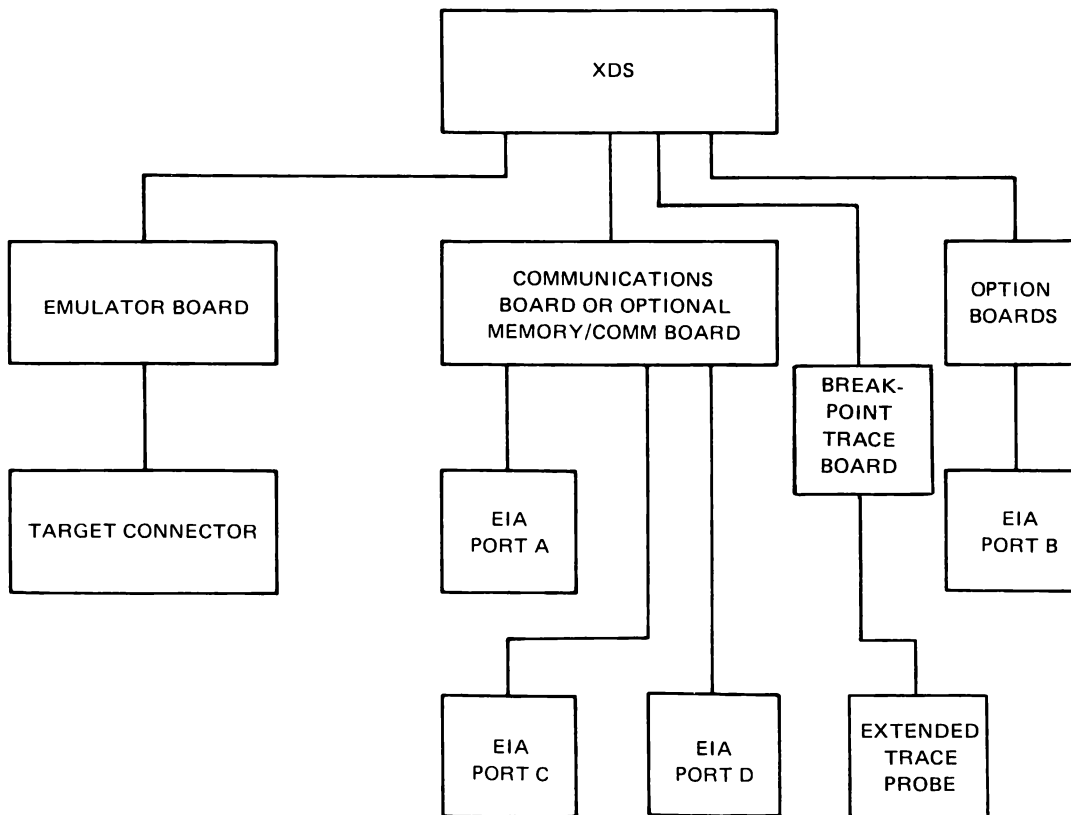 XDS
EMULATOR BOARD
COMMUNICATIONS
BOARD OR OPTIONAL
MEMORY/COMM BOARD
OPTION
BOARDS
BREAK-
POINT
TRACE
BOARD
TARGET CONNECTOR
EIA
PORT A
EIA
PORT B
EIA
PORT C
EIA
PORT D
EXTENDED
TRACE
PROBE